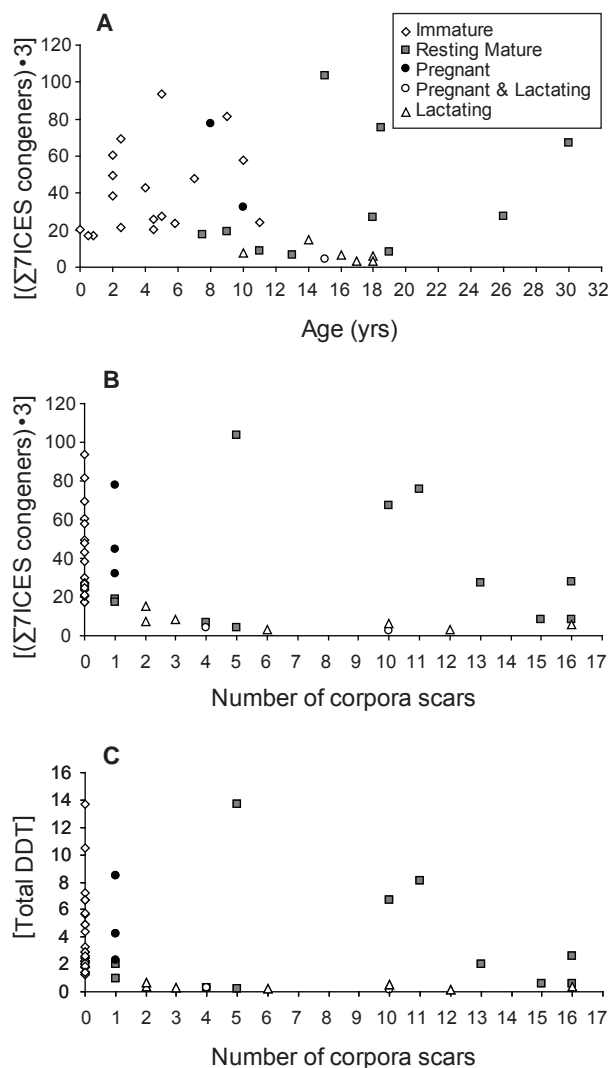 A
Immature
Resting Mature
Pregnant
Pregnant & Lactating
Lactating
[(∑7ICES congeners)•3]
120
100
80
60
40
20
0
0 2 4 6 8 10 12 14 16 18 20 22 24 26 28 30 32
Age (yrs)
B
[(∑7ICES congeners)•3]
120
100
80
60
40
20
0
0 1 2 3 4 5 6 7 8 9 10 11 12 13 14 15 16 17
Number of corpora scars
C
[Total DDT]
16
14
12
10
8
6
4
2
0
0 1 2 3 4 5 6 7 8 9 10 11 12 13 14 15 16 17
Number of corpora scars